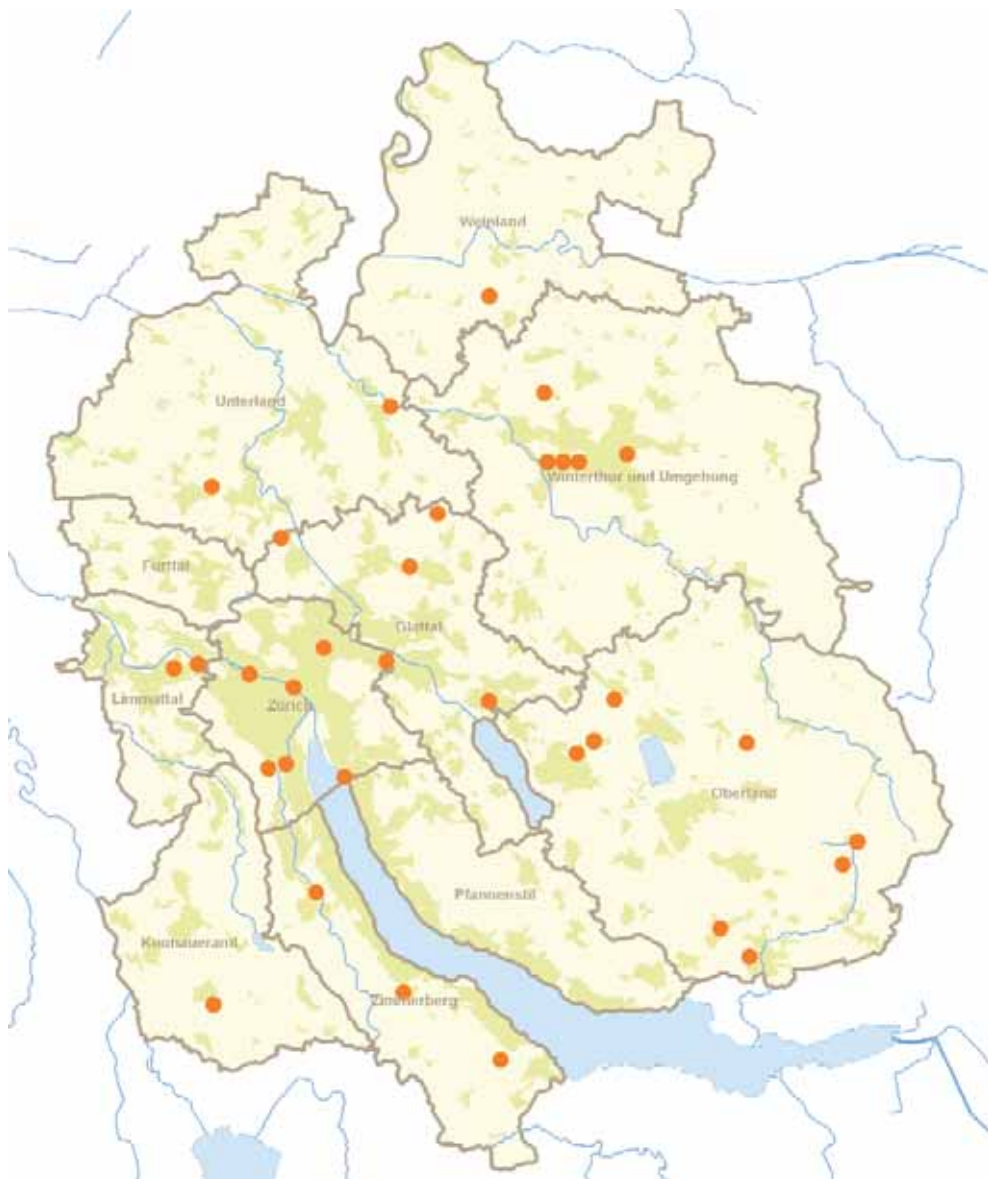 Weinland
Unterland
Winterthur und Umgebung
Furttal
Glattal
Limmattal
Zürich
Oberland
Pfannenstil
Knonaueramt
Zimmerberg